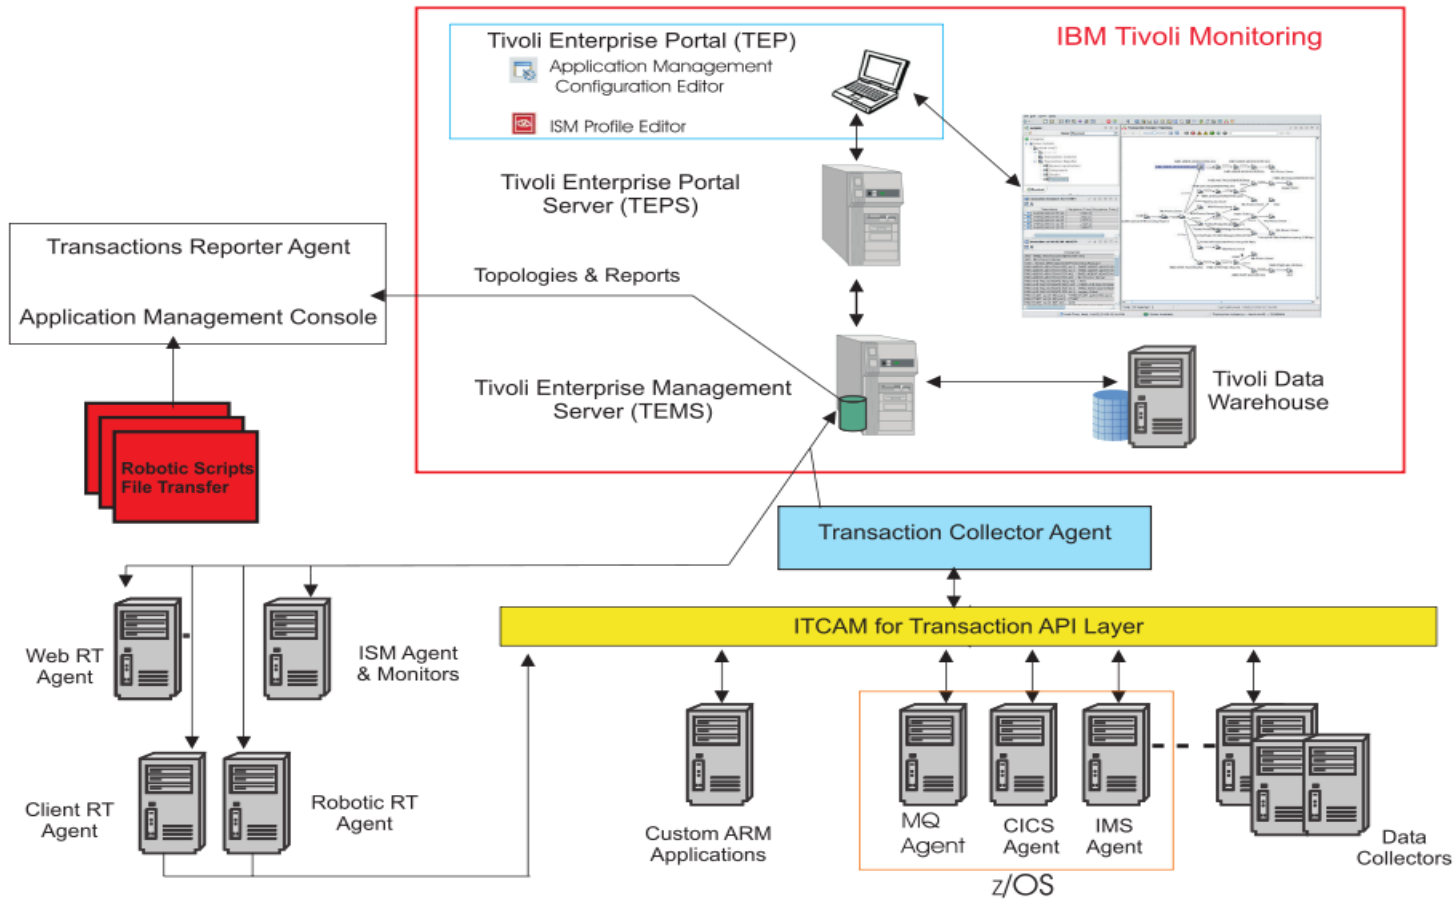 Tivoli Enterprise Portal (TEP)
Application Management
Configuration Editor
ISM Profile Editor
IBM Tivoli Monitoring
Tivoli Enterprise Portal
Server (TEPS)
Transactions Reporter Agent
Application Management Console
Topologies & Reports
Tivoli Enterprise Management
Server (TEMS)
Tivoli Data
Warehouse
Robotic Scripts
File Transfer
Transaction Collector Agent
ITCAM for Transaction API Layer
Web RT
Agent
ISM Agent
& Monitors
Client RT
Agent
Robotic RT
Agent
Custom ARM
Applications
MQ
Agent
CICS
Agent
IMS
Agent
z/OS
Data
Collectors